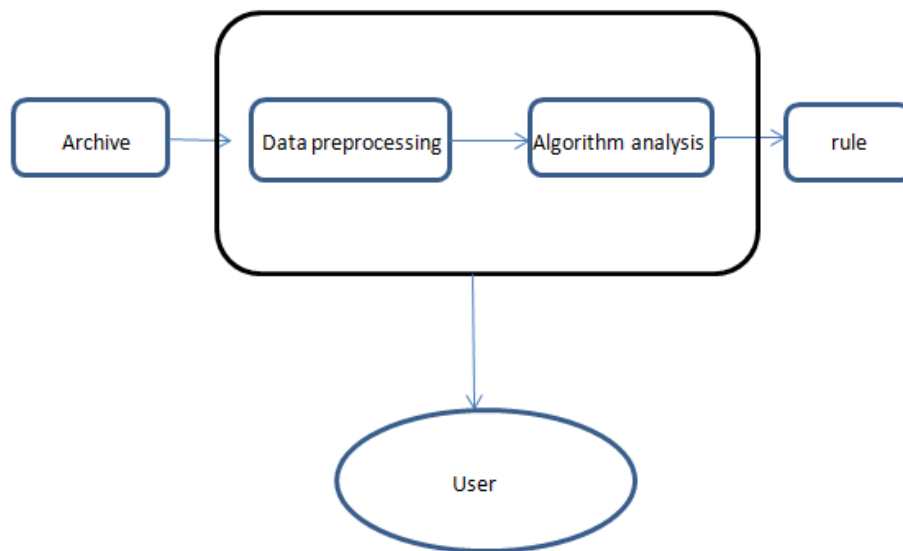 Archive
Data preprocessing
Algorithm analysis
rule
User